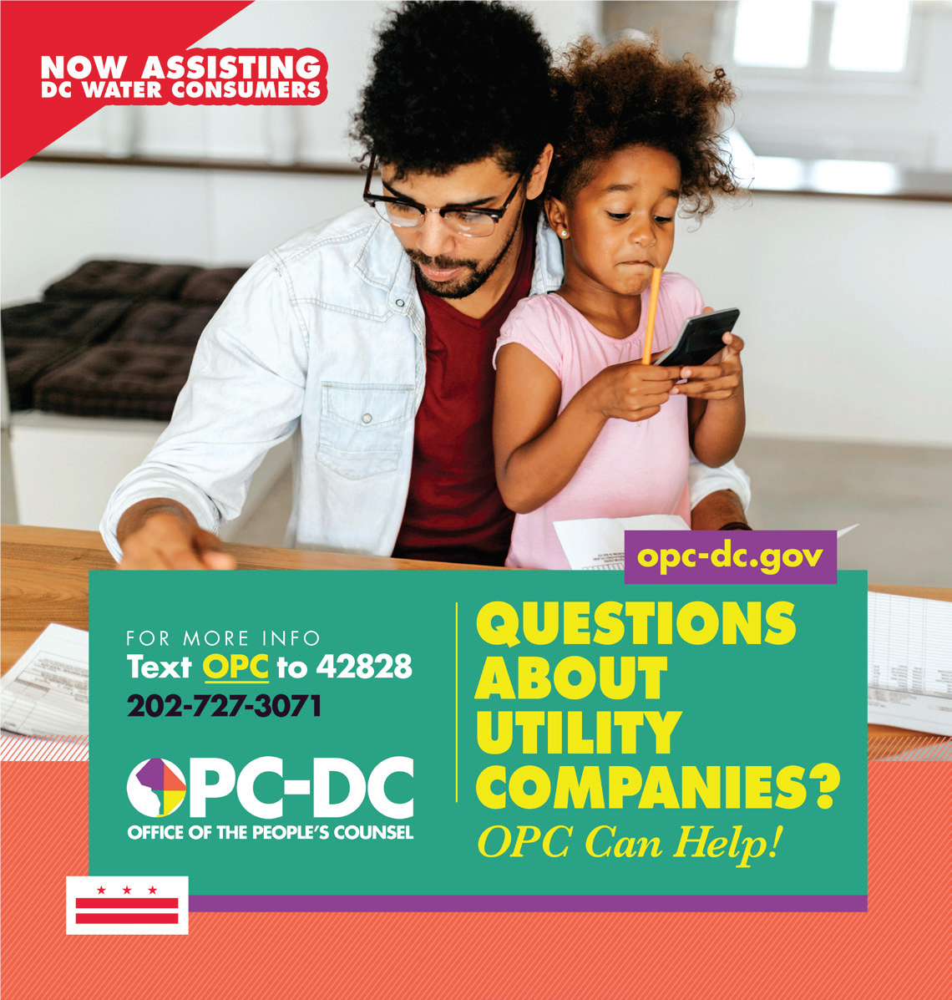 NOW ASSISTING
DC WATER CONSUMERS
opc-dc.gov
FOR MORE INFO
Text OPC to 42828
202-727-3071
OPC-DC
OFFICE OF THE PEOPLE'S COUNSEL
QUESTIONS
ABOUT
UTILITY
COMPANIES?
OPC Can Help!